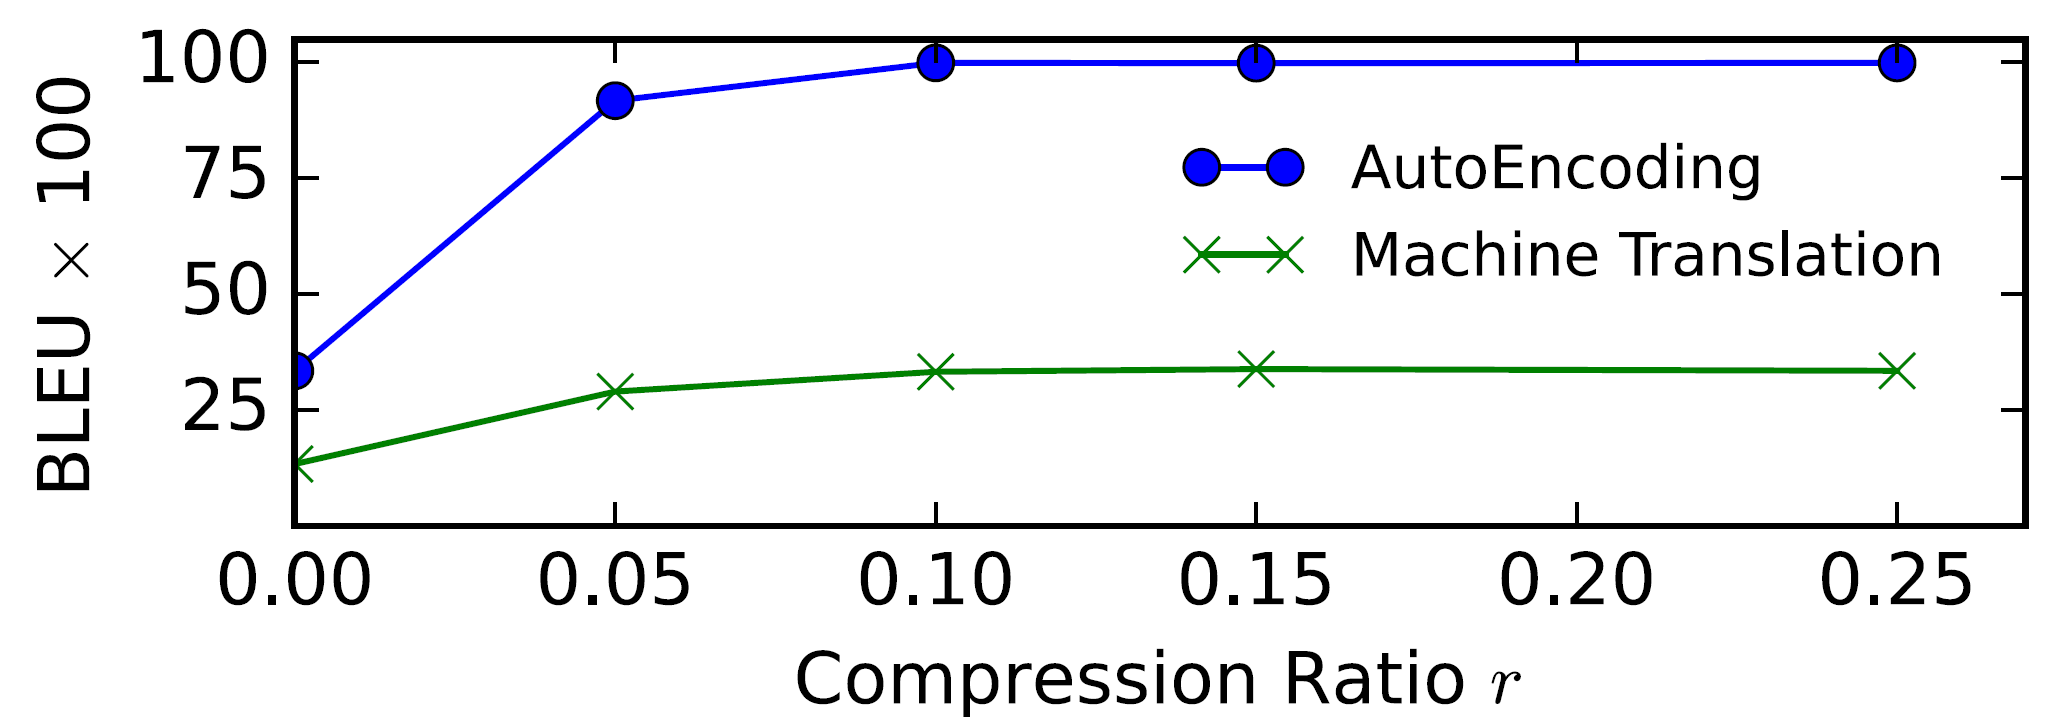 BLEU × 100
100
75
50
25
AutoEncoding
Machine Translation
0.00 0.05 0.10 0.15 0.20 0.25
Compression Ratio r